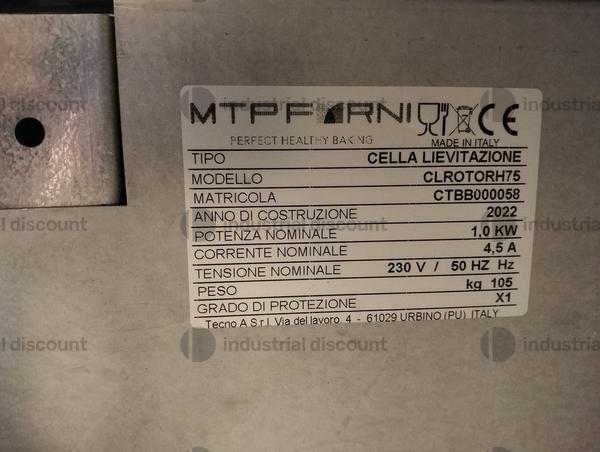 MTPFORNI
PERFECT HEALTHY BAKING
MADE IN ITALY
TIPO CELLA LIEVITAZIONE
MODELLO CLROTORH75
MATRICOLA CTBB000058
ANNO DI COSTRUZIONE 2022
POTENZA NOMINALE 1,0 KW
CORRENTE NOMINALE 4,5 A
TENSIONE NOMINALE 230 V / 50 HZ Hz
PESO kg 105
GRADO DI PROTEZIONE X1
Tecno A S.r.l. Via del lavoro, 4 - 61029 URBINO (PU) ITALY
industrial discount
industrial discount
industrial discount
industrial discount
industrial discount
industrial discount
industrial discount